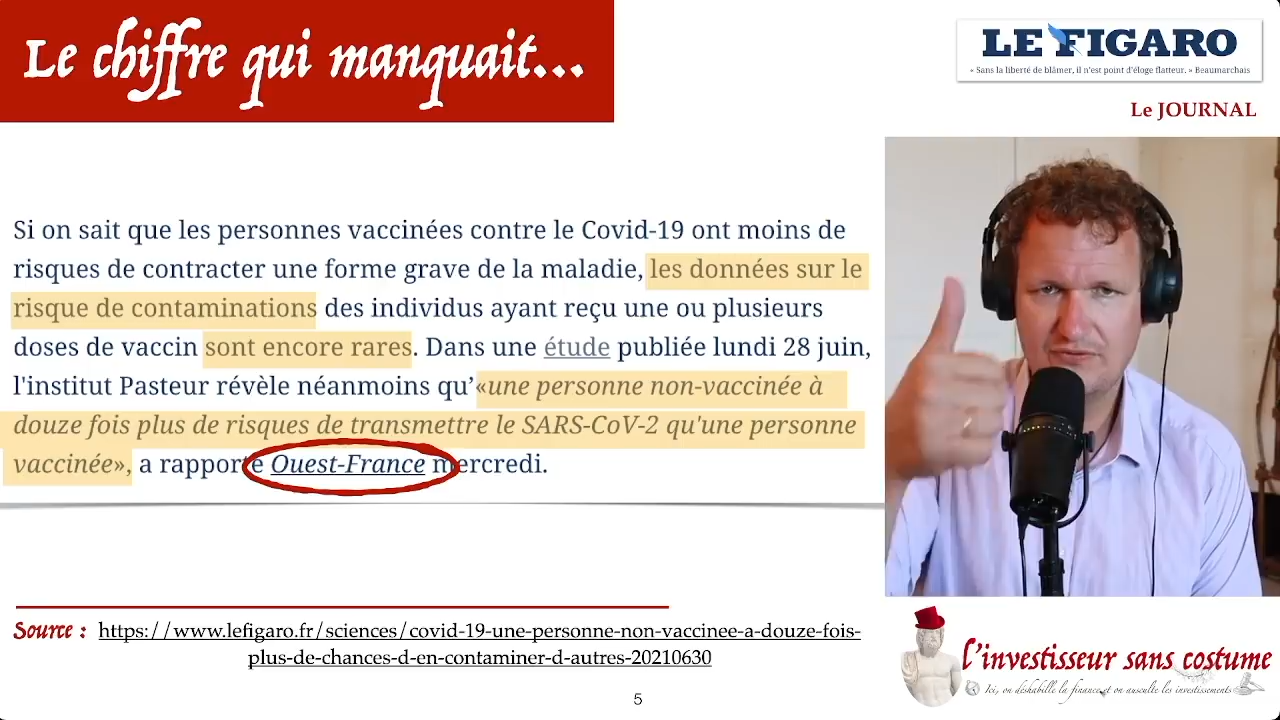 Le chiffre qui manquait...
LE FIGARO
« Sans la liberté de blâmer, il n'est point d'éloge flatteur. » Beaumarchais
Le JOURNAL
Si on sait que les personnes vaccinées contre le Covid-19 ont moins de
risques de contracter une forme grave de la maladie, les données sur le
risque de contaminations des individus ayant reçu une ou plusieurs
doses de vaccin sont encore rares. Dans une étude publiée lundi 28 juin,
l'institut Pasteur révèle néanmoins qu’«une personne non-vaccinée à
douze fois plus de risques de transmettre le SARS-CoV-2 qu'une personne
vaccinée», a rapporté Ouest-France mercredi.
Source : https://www.lefigaro.fr/sciences/covid-19-une-personne-non-vaccinee-a-douze-fois-
plus-de-chances-d-en-contaminer-d-autres-20210630
l'investisseur sans costume
Ici, on déshabille la finance et on ausculte les investissements
5